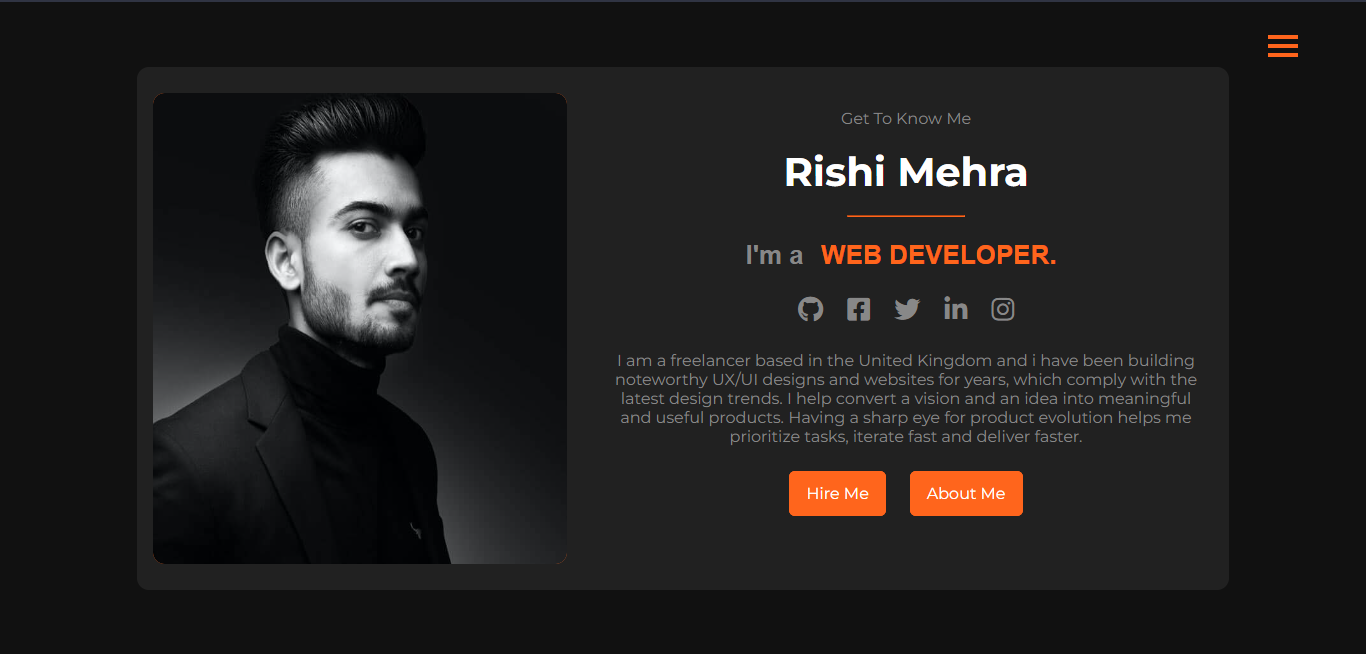 Get To Know Me
Rishi Mehra
I'm a WEB DEVELOPER.
I am a freelancer based in the United Kingdom and i have been building
noteworthy UX/UI designs and websites for years, which comply with the
latest design trends. I help convert a vision and an idea into meaningful
and useful products. Having a sharp eye for product evolution helps me
prioritize tasks, iterate fast and deliver faster.
Hire Me About Me